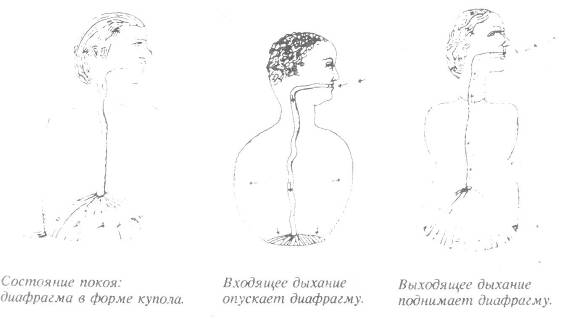 Состояние покоя:
диафрагма в форме купола.
Входящее дыхание
опускает диафрагму.
Выходящее дыхание
поднимает диафрагму.